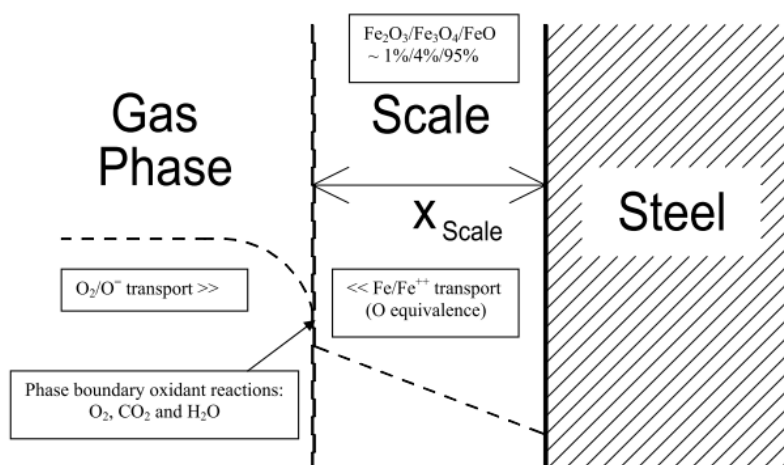 Fe₂O₃/Fe₃O₄/FeO
~ 1%/4%/95%
Gas
Phase
Scale
X Scale
Steel
O₂/O⁻ transport >>
<< Fe/Fe⁺⁺ transport
(O equivalence)
Phase boundary oxidant reactions:
O₂, CO₂ and H₂O